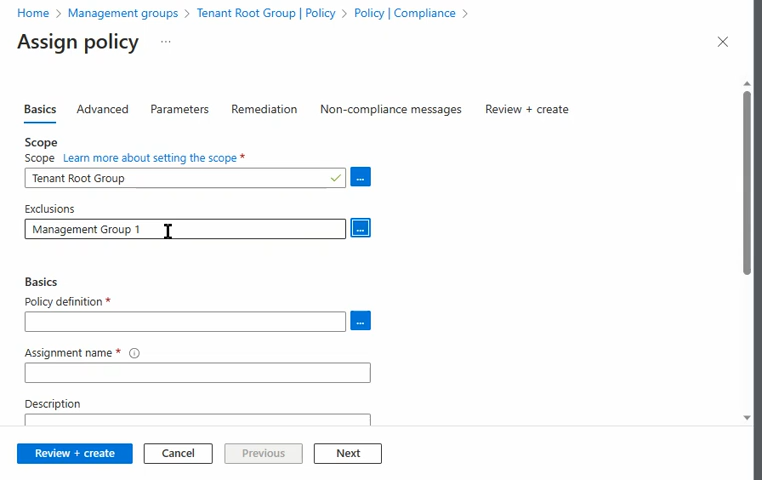 Home > Management groups > Tenant Root Group | Policy > Policy | Compliance >
Assign policy ...
Basics Advanced Parameters Remediation Non-compliance messages Review + create
Scope
Scope Learn more about setting the scope *
Tenant Root Group ...
Exclusions
Management Group 1 ...
Basics
Policy definition *
...
Assignment name *
Description
Review + create Cancel Previous Next